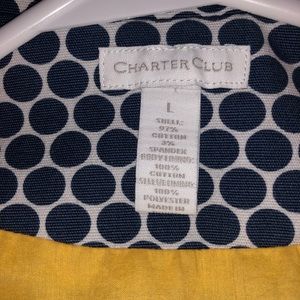 CHARTER CLUB
L
SHELL:
97%
COTTON
3%
SPANDEX
BODY LINING:
100%
COTTON
SLEEVE LINING:
100%
POLYESTER
MADE IN